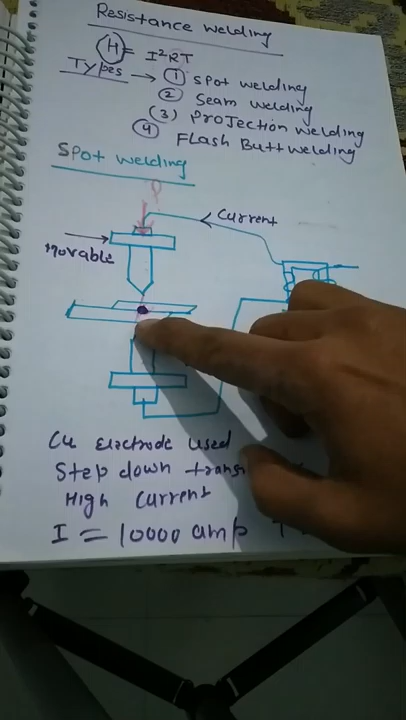 Resistance Welding
H = I²RT
Types → ① Spot welding
② Seam welding
(3) Projection welding
④ Flash Butt welding
Spot welding
P
Current
Movable
Cu Electrode used
Step down
High Current
I = 10000 amp